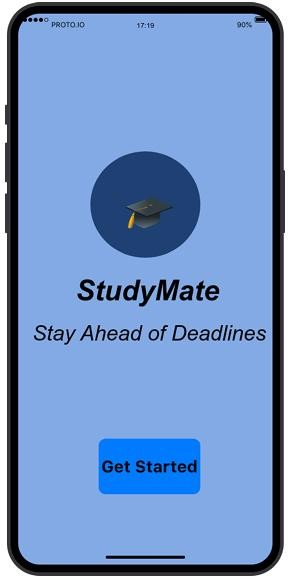 PROTO.IO 17:19 90%
StudyMate
Stay Ahead of Deadlines
Get Started